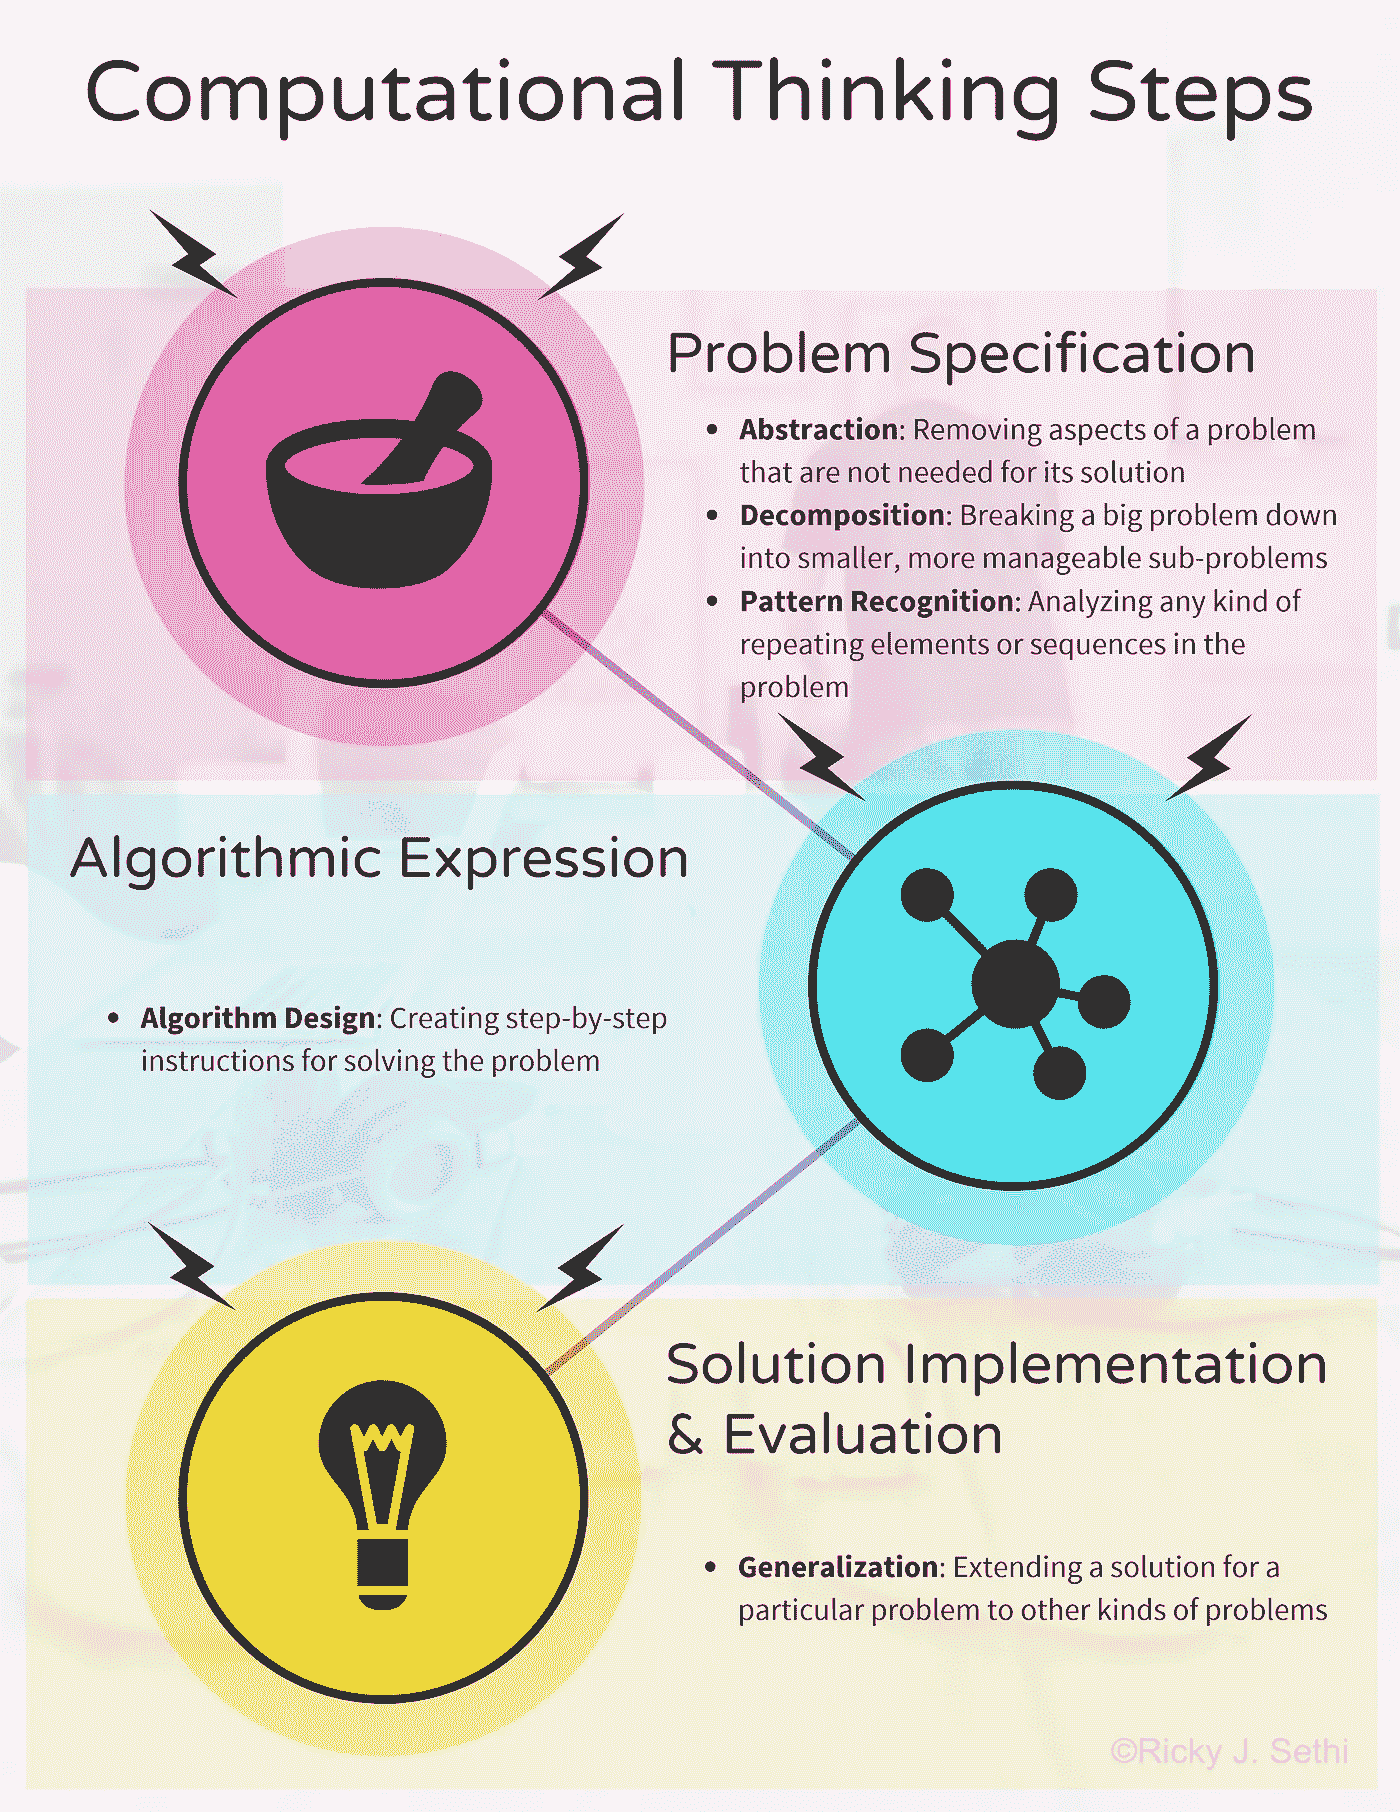 Computational Thinking Steps
Problem Specification
• Abstraction: Removing aspects of a problem
that are not needed for its solution
• Decomposition: Breaking a big problem down
into smaller, more manageable sub-problems
• Pattern Recognition: Analyzing any kind of
repeating elements or sequences in the
problem
Algorithmic Expression
• Algorithm Design: Creating step-by-step
instructions for solving the problem
Solution Implementation
& Evaluation
• Generalization: Extending a solution for a
particular problem to other kinds of problems
©Ricky J. Sethi